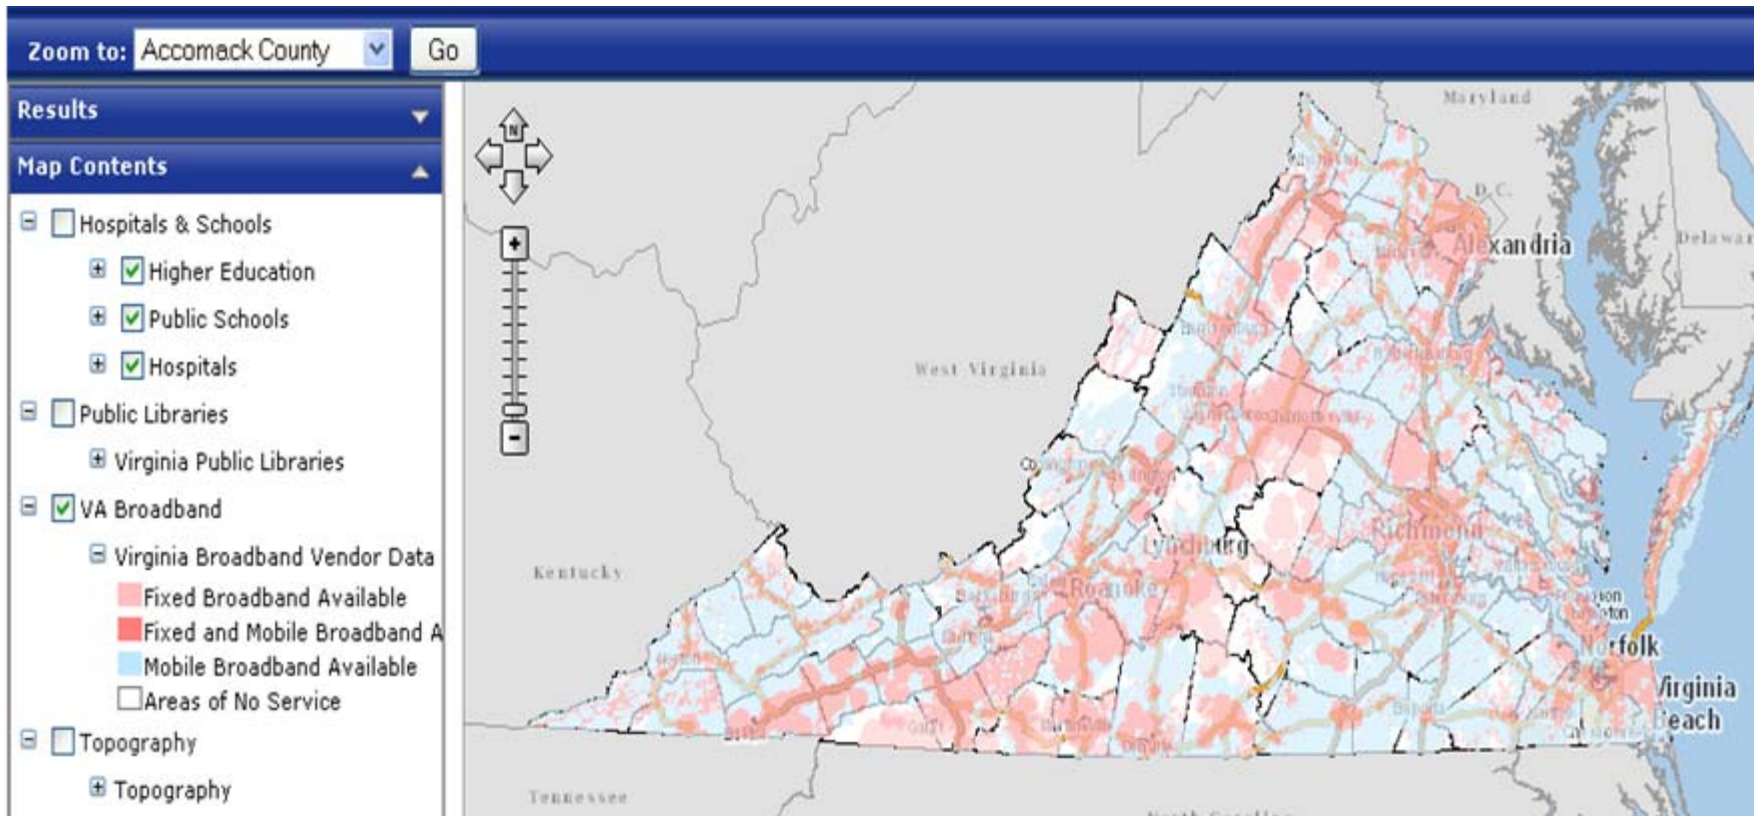 Zoom to: Accomack County Go
Results
Map Contents
Hospitals & Schools
Higher Education
Public Schools
Hospitals
Public Libraries
Virginia Public Libraries
VA Broadband
Virginia Broadband Vendor Data
Fixed Broadband Available
Fixed and Mobile Broadband A
Mobile Broadband Available
Areas of No Service
Topography
Topography
N
Maryland
D.C.
Alexandria
Delawar
West Virginia
Lynchburg
Richmond
Kentucky
Roanoke
Norfolk
Virginia
Beach
Tennessee
North Carolina